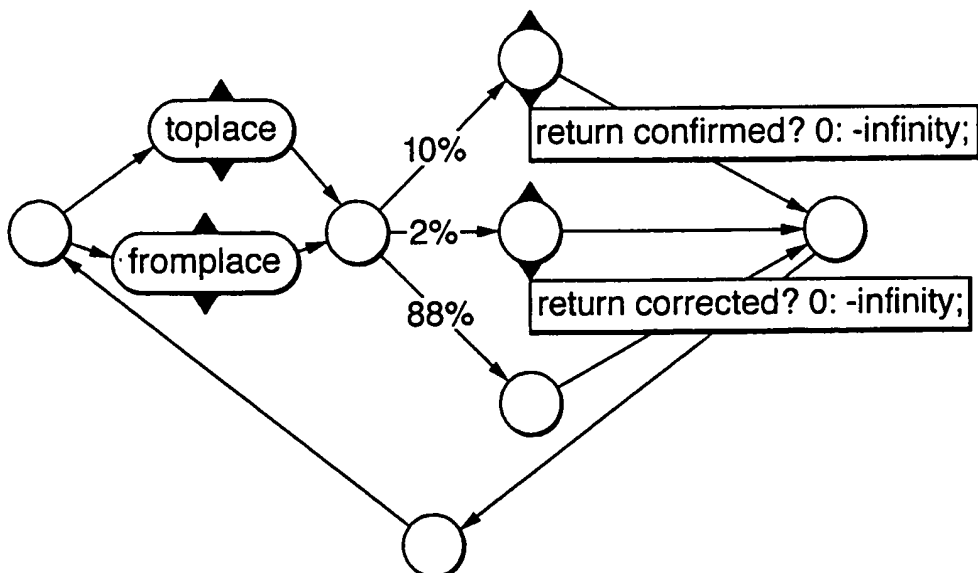 toplace
return confirmed? 0: -infinity;
10%
2%
fromplace
return corrected? 0: -infinity;
88%